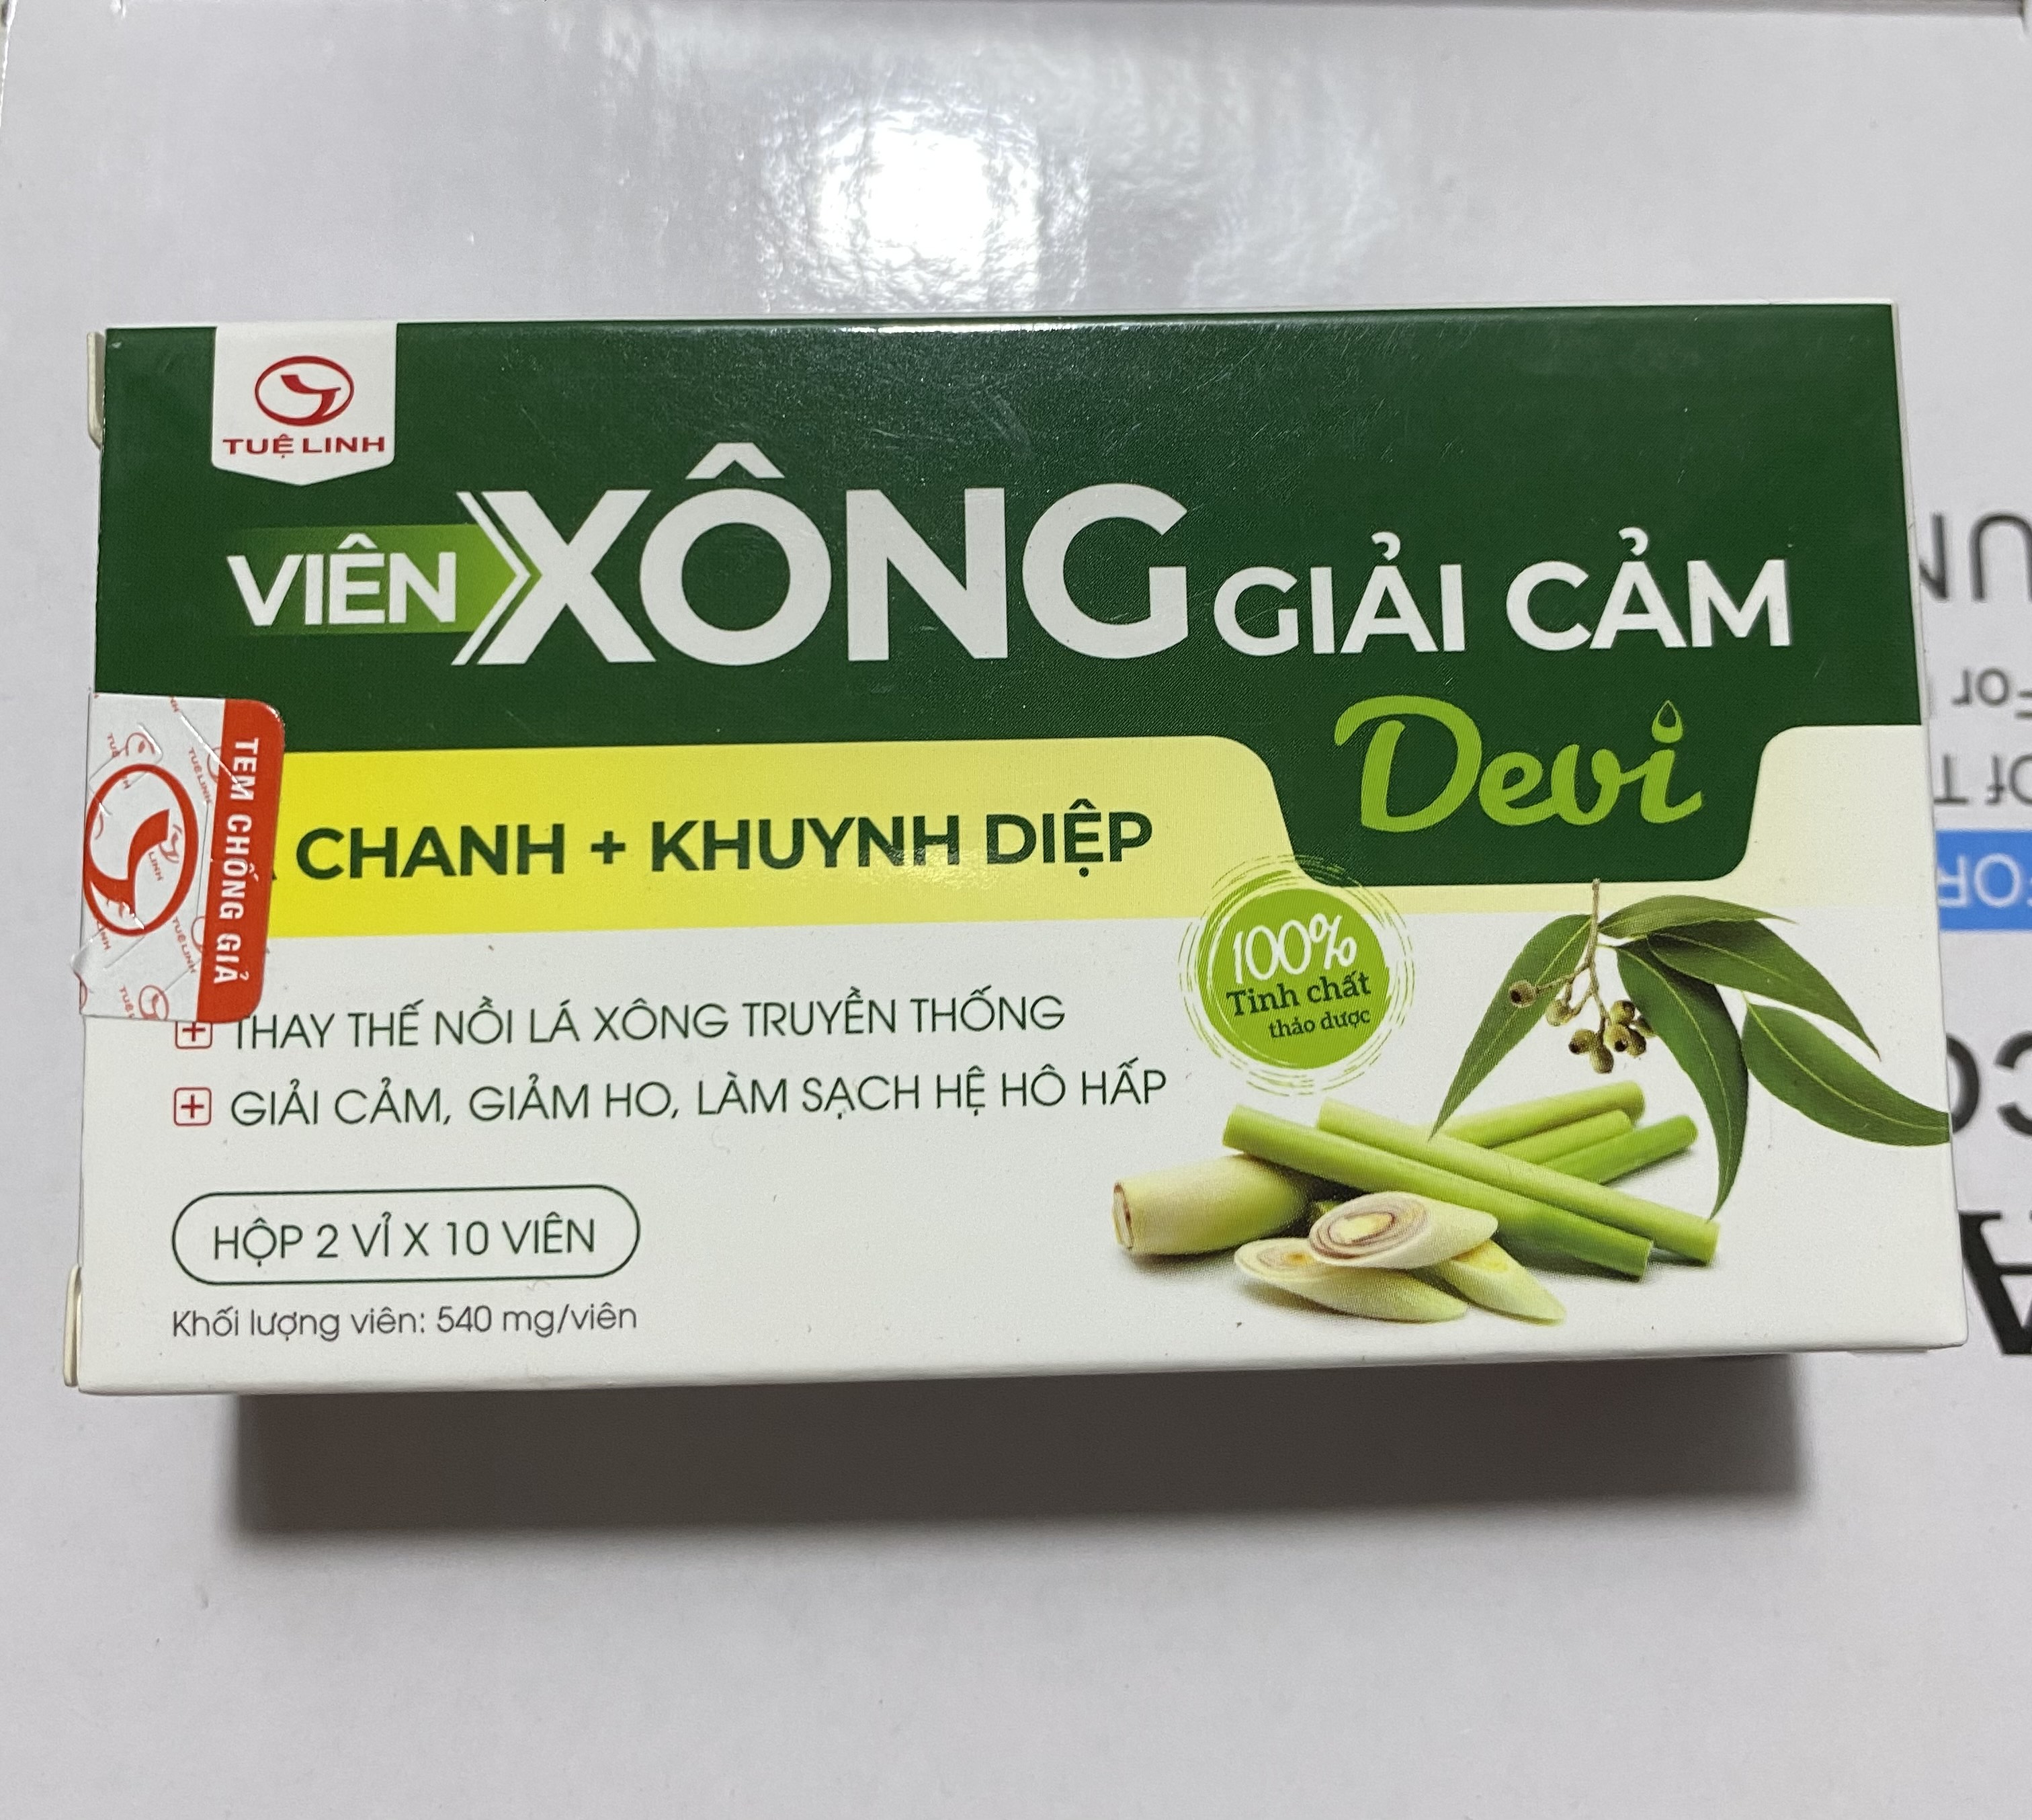 TUỆ LINH
VIÊN XÔNG GIẢI CẢM
Devi
CHANH + KHUYNH DIỆP
TEM CHỐNG GIẢ
100%
Tinh chất
thảo dược
THAY THẾ NỒI LÁ XÔNG TRUYỀN THỐNG
GIẢI CẢM, GIẢM HO, LÀM SẠCH HỆ HÔ HẤP
HỘP 2 VỈ X 10 VIÊN
Khối lượng viên: 540 mg/viên